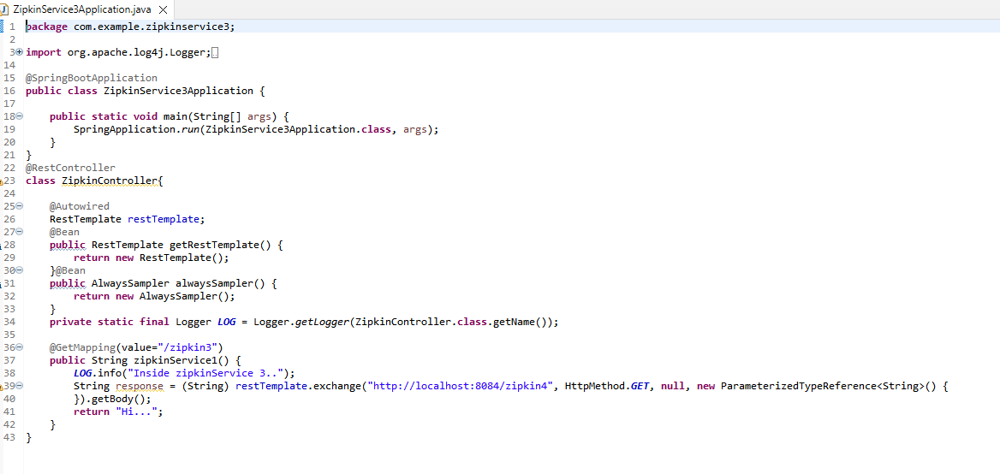 ZipkinService3Application.java
1 package com.example.zipkinservice3;
2
3 import org.apache.log4j.Logger;
14
15 @SpringBootApplication
16 public class ZipkinService3Application {
17
18     public static void main(String[] args) {
19         SpringApplication.run(ZipkinService3Application.class, args);
20     }
21 }
22 @RestController
23 class ZipkinController{
24
25     @Autowired
26     RestTemplate restTemplate;
27     @Bean
28     public RestTemplate getRestTemplate() {
29         return new RestTemplate();
30     }@Bean
31     public AlwaysSampler alwaysSampler() {
32         return new AlwaysSampler();
33     }
34     private static final Logger LOG = Logger.getLogger(ZipkinController.class.getName());
35
36     @GetMapping(value="/zipkin3")
37     public String zipkinService1() {
38         LOG.info("Inside zipkinService 3..");
39         String response = (String) restTemplate.exchange("http://localhost:8084/zipkin4", HttpMethod.GET, null, new ParameterizedTypeReference<String>() {
40         }).getBody();
41         return "Hi...";
42     }
43 }